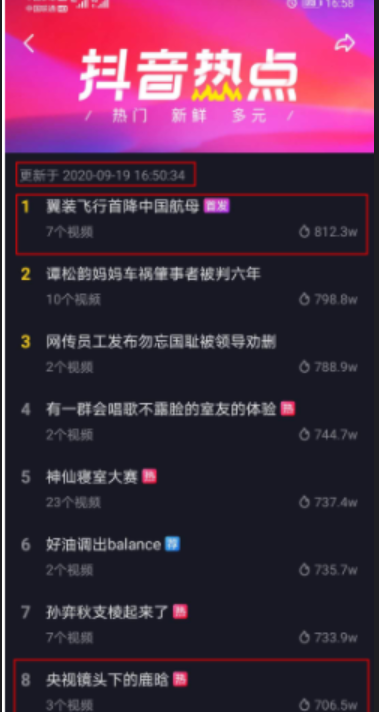 16:58
抖音热点
热门 新鲜 多元
更新于 2020-09-19 16:50:34
1 翼装飞行首降中国航母 首发
7个视频 812.3w
2 谭松韵妈妈车祸肇事者被判六年
10个视频 798.8w
3 网传员工发布勿忘国耻被领导劝删
2个视频 788.9w
4 有一群会唱歌不露脸的室友的体验 热
2个视频 744.7w
5 神仙寝室大赛 热
23个视频 737.4w
6 好油调出balance 荐
2个视频 735.7w
7 孙弈秋支棱起来了 热
7个视频 733.9w
8 央视镜头下的鹿晗 热
3个视频 706.5w